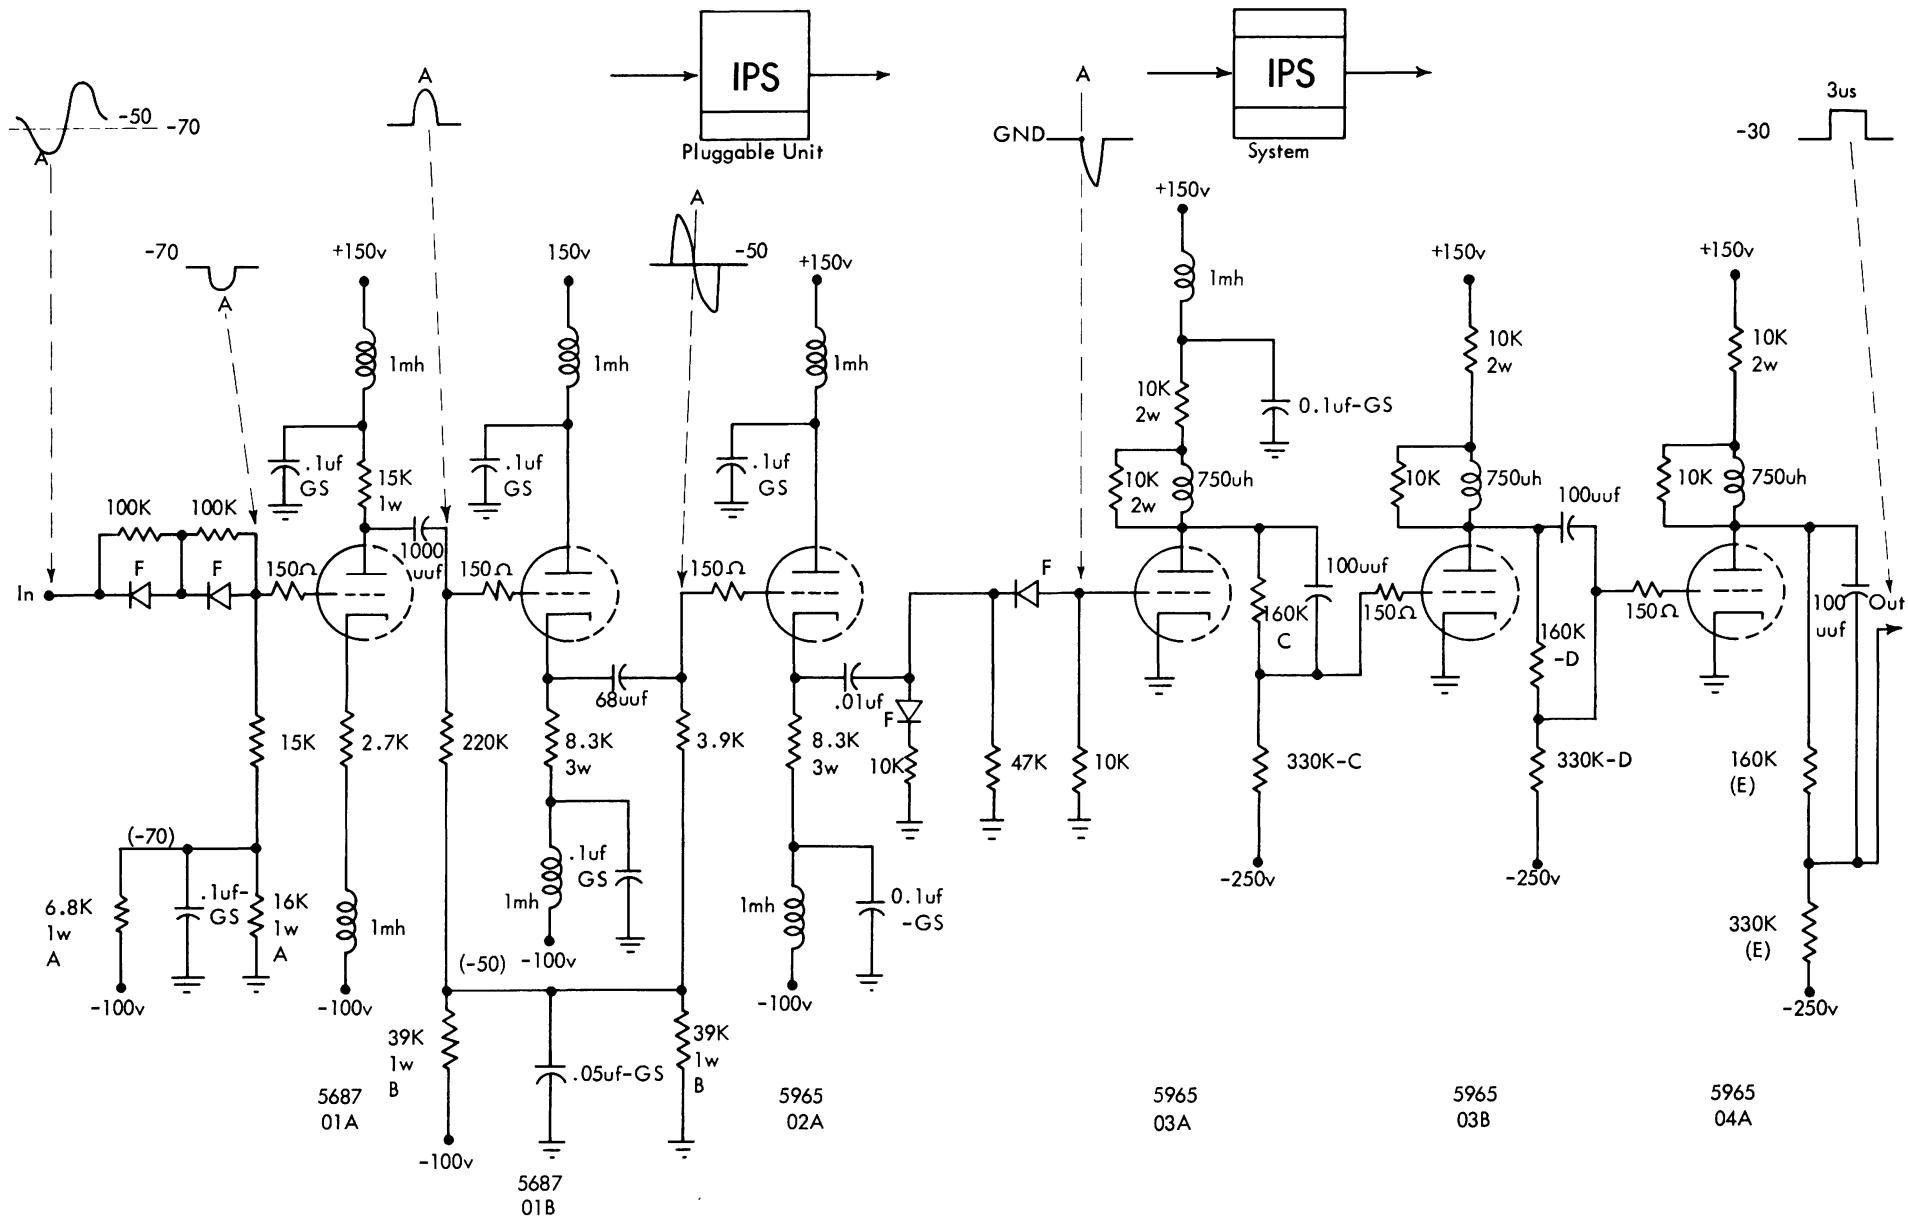 IPS
Pluggable Unit
IPS
System
A
-50
-70
A
-70
A
A
-50
GND
A
3us
-30
+150v
1mh
.1uf
GS
15K
1w
150v
1mh
.1uf
GS
+150v
1mh
.1uf
GS
+150v
1mh
10K
2w
0.1uf-GS
10K
2w
750uh
+150v
10K
2w
10K
750uh
100uuf
+150v
10K
2w
10K
750uh
100K
100K
In
F
F
150Ω
1000
uuf
150Ω
150Ω
F
100uuf
160K
C
150Ω
160K
-D
150Ω
100
uuf
Out
68uuf
.01uf
F
15K
2.7K
220K
8.3K
3w
3.9K
8.3K
3w
10K
47K
10K
330K-C
330K-D
160K
(E)
(-70)
6.8K
1w
A
.1uf-
GS
16K
1w
A
1mh
.1uf
GS
1mh
1mh
0.1uf
-GS
-250v
-250v
330K
(E)
-100v
-100v
(-50)
-100v
-100v
-250v
39K
1w
B
.05uf-GS
39K
1w
B
-100v
5687
01A
5687
01B
5965
02A
5965
03A
5965
03B
5965
04A